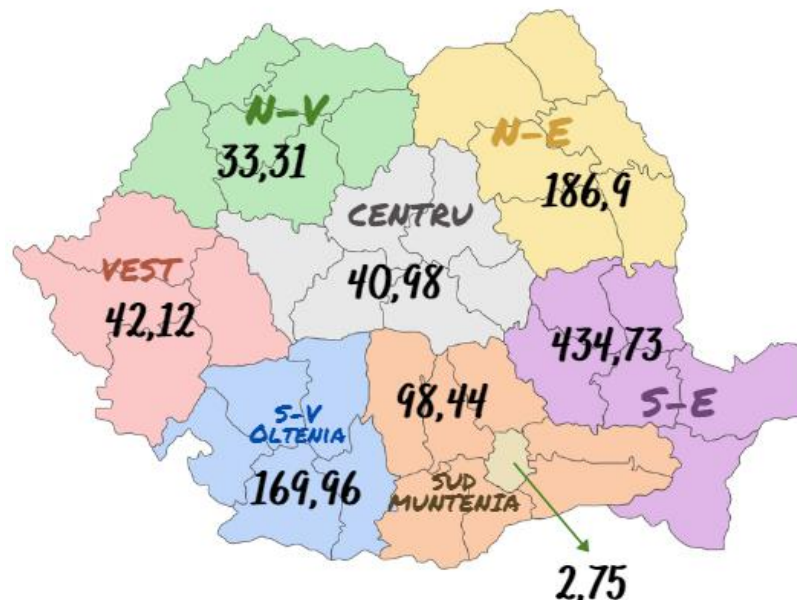 N-V
33,31
N-E
186,9
CENTRU
40,98
VEST
42,12
434,73
S-E
98,44
S-V
OLTENIA
169,96
SUD
MUNTENIA
2,75